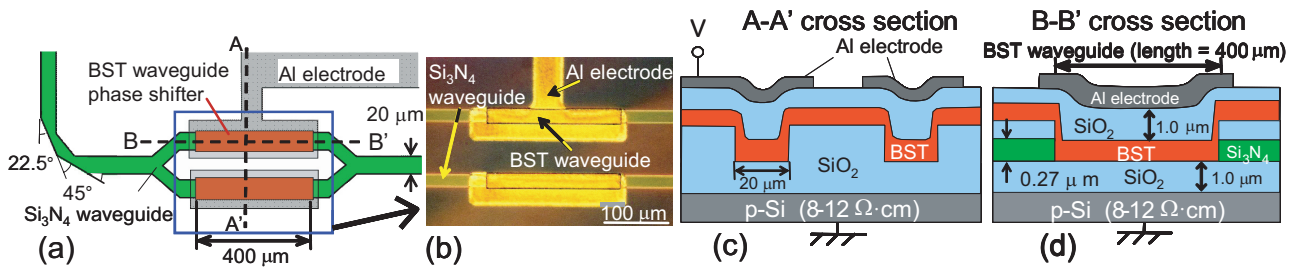 A
BST waveguide
phase shifter
Al electrode
B
B'
20 μm
22.5°
45°
Si3N4 waveguide
A'
400 μm
(a)
Si3N4
waveguide
Al electrode
BST waveguide
100 μm
(b)
A-A' cross section
V
Al electrode
BST
20 μm
SiO2
p-Si (8-12 Ω·cm)
(c)
B-B' cross section
BST waveguide (length = 400 μm)
Al electrode
SiO2
1.0 μm
BST
Si3N4
0.27 μ m
SiO2
1.0 μm
p-Si (8-12 Ω·cm)
(d)